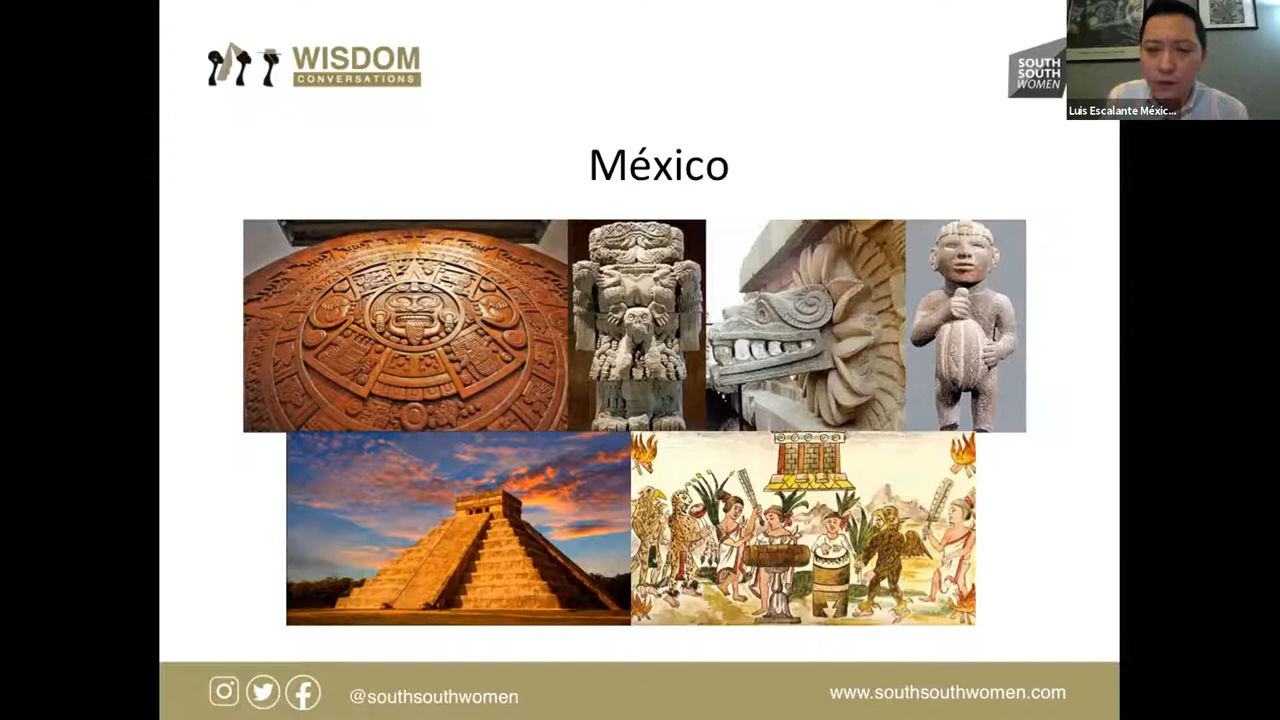 WISDOM
CONVERSATIONS
SOUTH
SOUTH
WOMEN
Luis Escalante Méxic...
México
@southsouthwomen
www.southsouthwomen.com